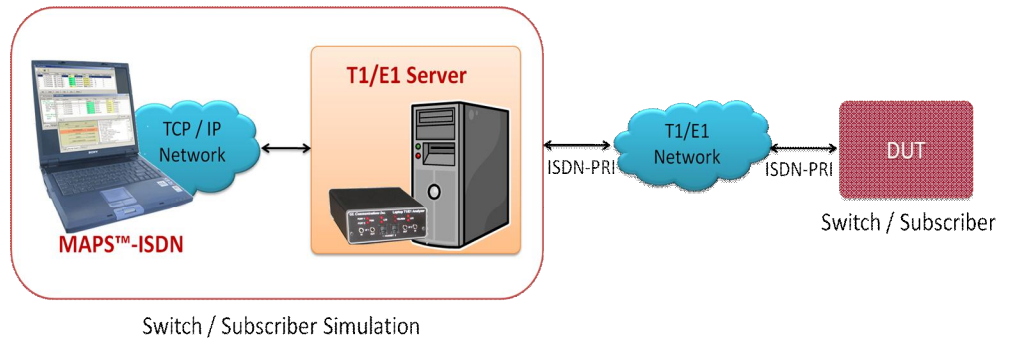 T1/E1 Server
TCP / IP
Network
T1/E1
Network
DUT
ISDN-PRI
ISDN-PRI
Switch / Subscriber
MAPS™-ISDN
Switch / Subscriber Simulation